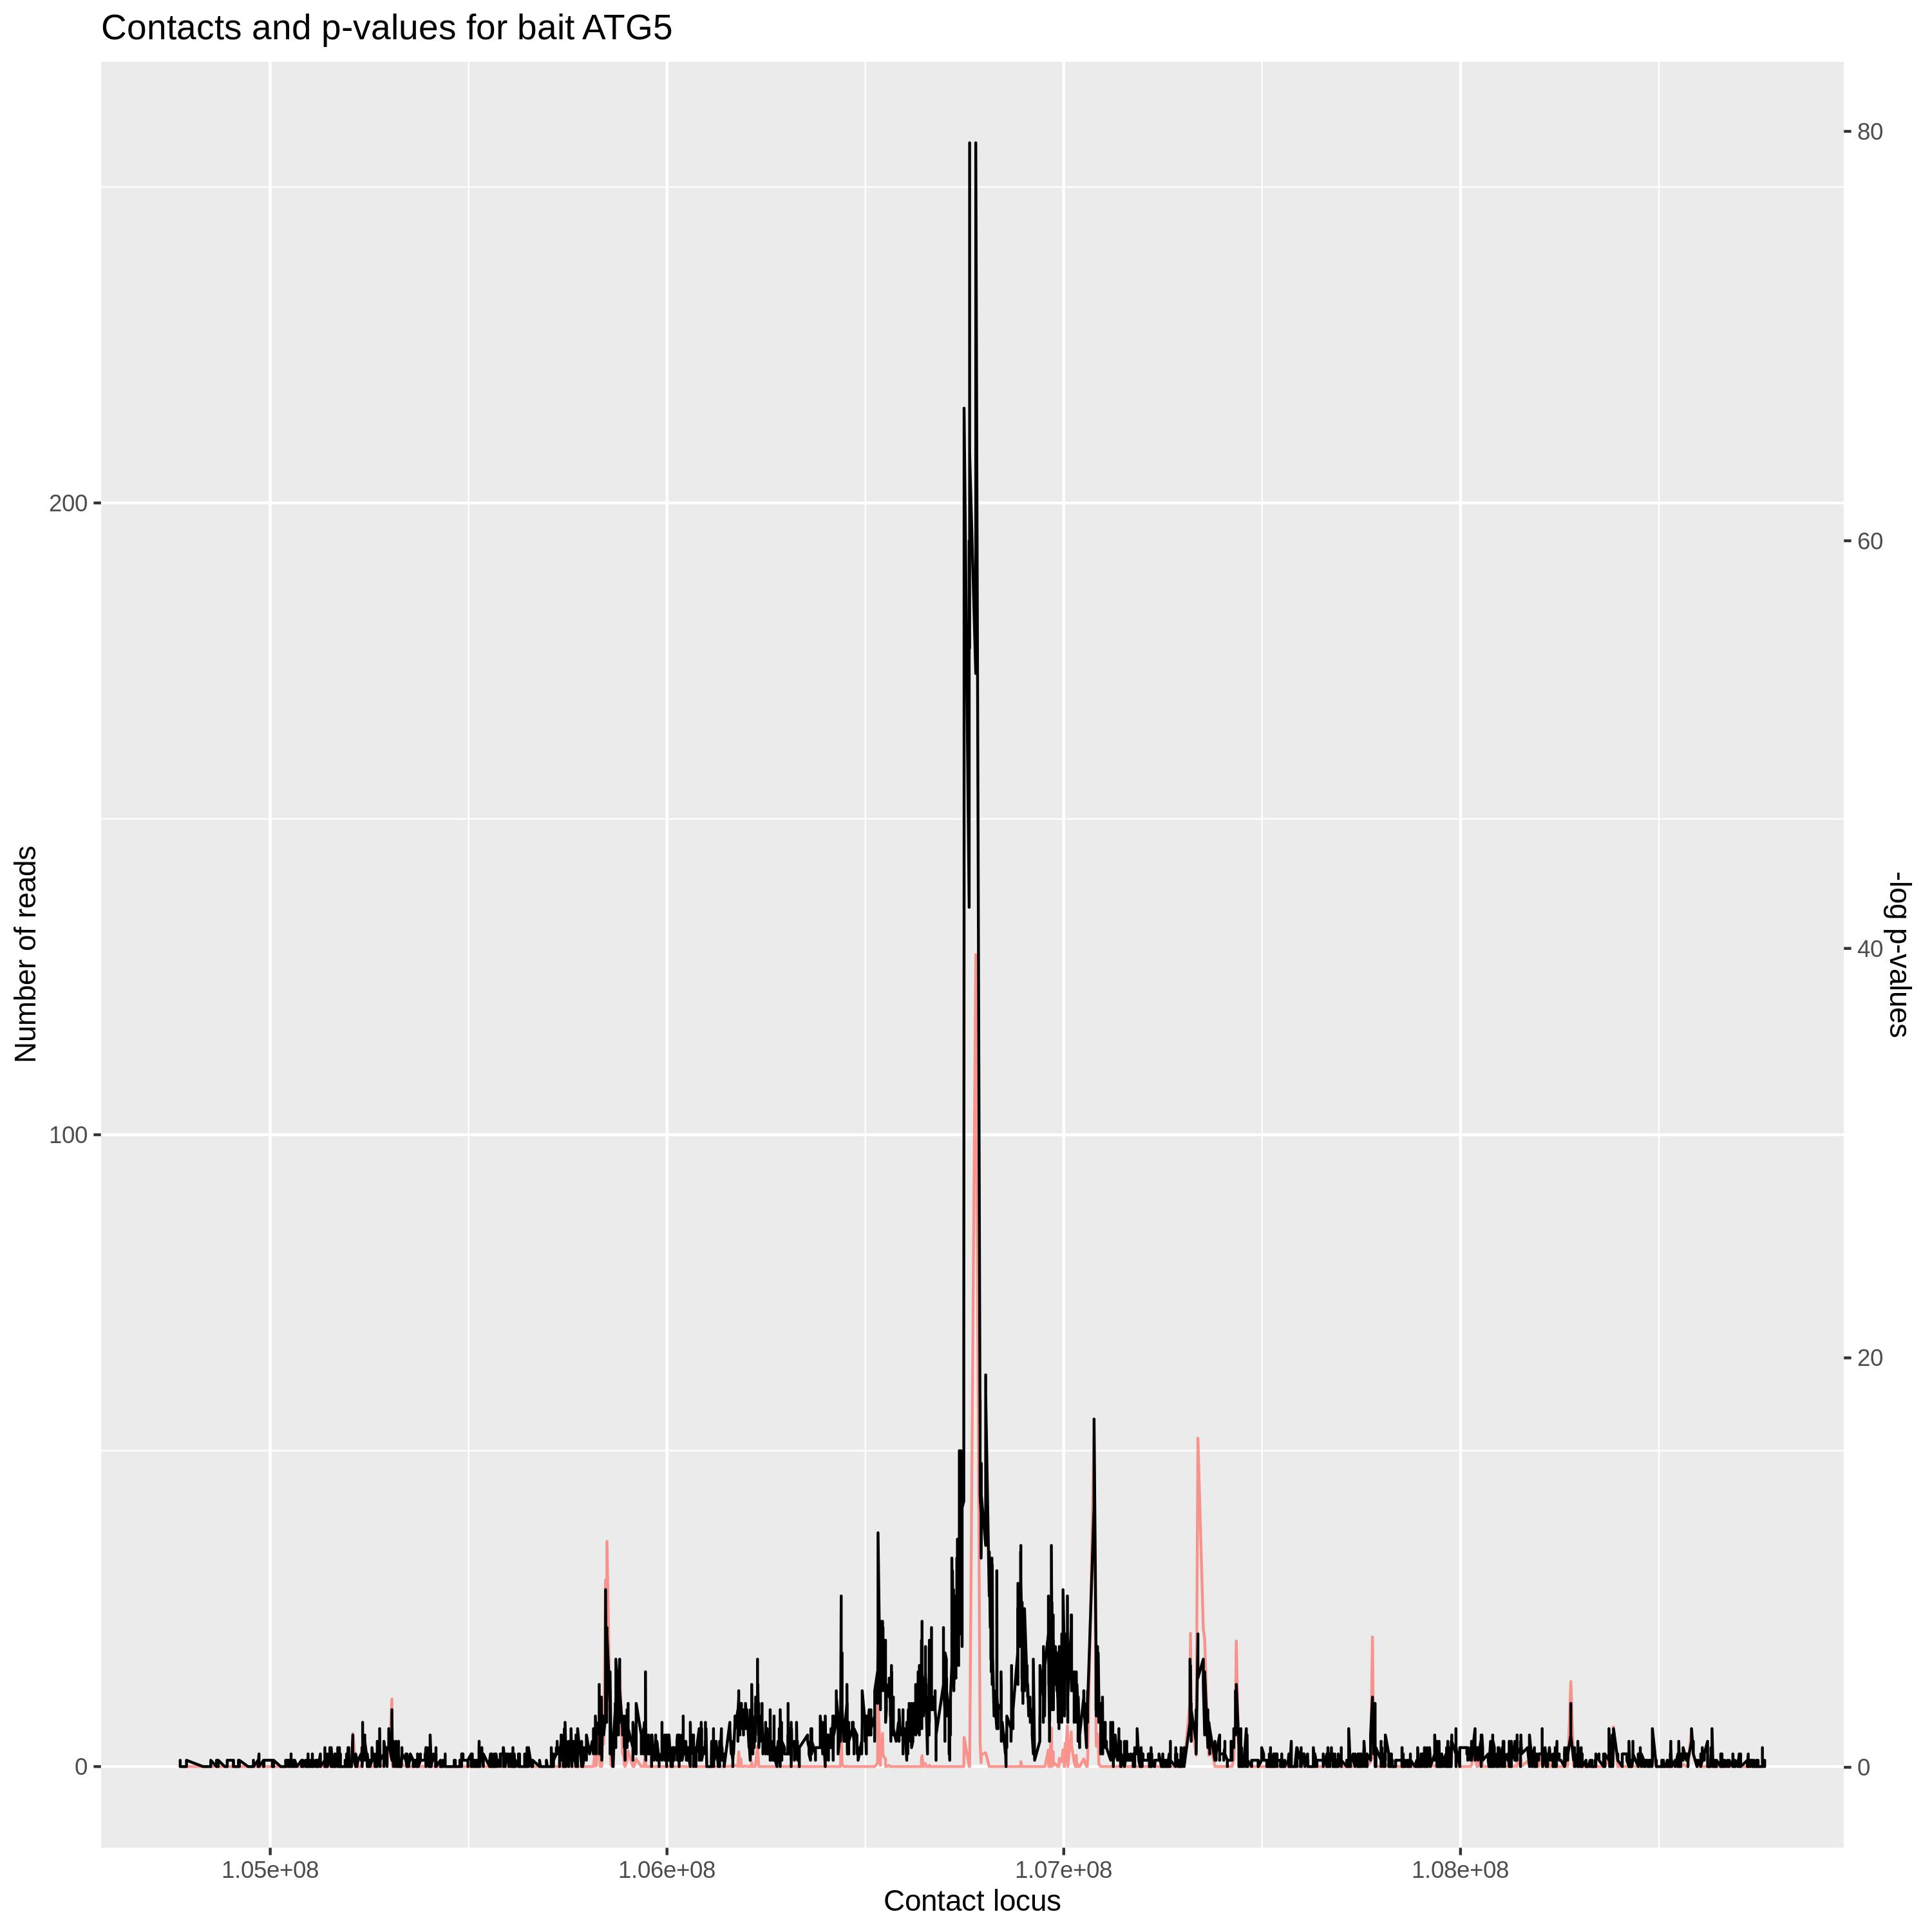 Contacts and p-values for bait ATG5
Number of reads
200
100
0
80
60
40
20
0
-log p-values
1.05e+08
1.06e+08
1.07e+08
1.08e+08
Contact locus